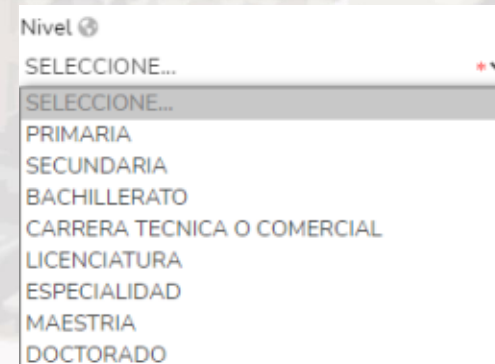 Nivel
SELECCIONE...
*
SELECCIONE...
PRIMARIA
SECUNDARIA
BACHILLERATO
CARRERA TECNICA O COMERCIAL
LICENCIATURA
ESPECIALIDAD
MAESTRIA
DOCTORADO